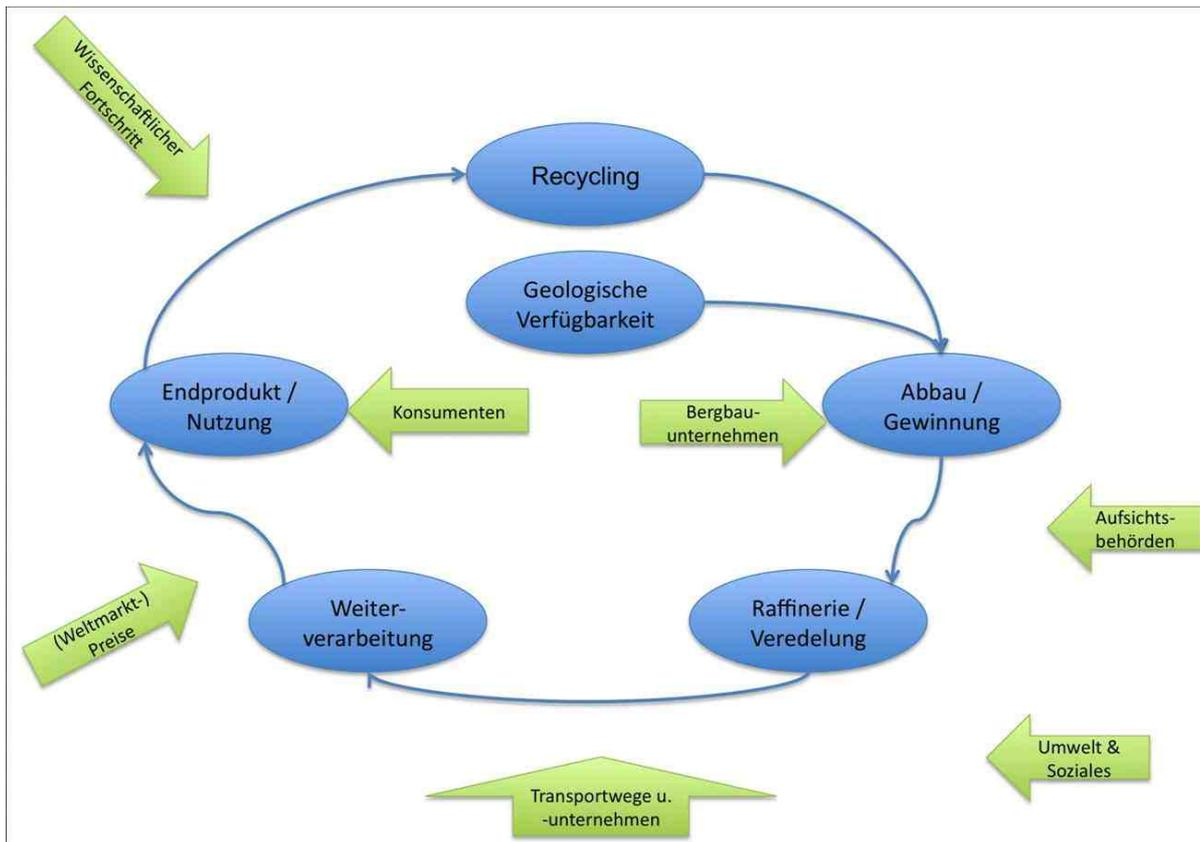 Wissenschaftlicher
Fortschritt
Recycling
Geologische
Verfügbarkeit
Endprodukt /
Nutzung
Konsumenten
Bergbau-
unternehmen
Abbau /
Gewinnung
Aufsichts-
behörden
(Weltmarkt-)
Preise
Weiter-
verarbeitung
Raffinerie /
Veredelung
Umwelt &
Soziales
Transportwege u.
-unternehmen